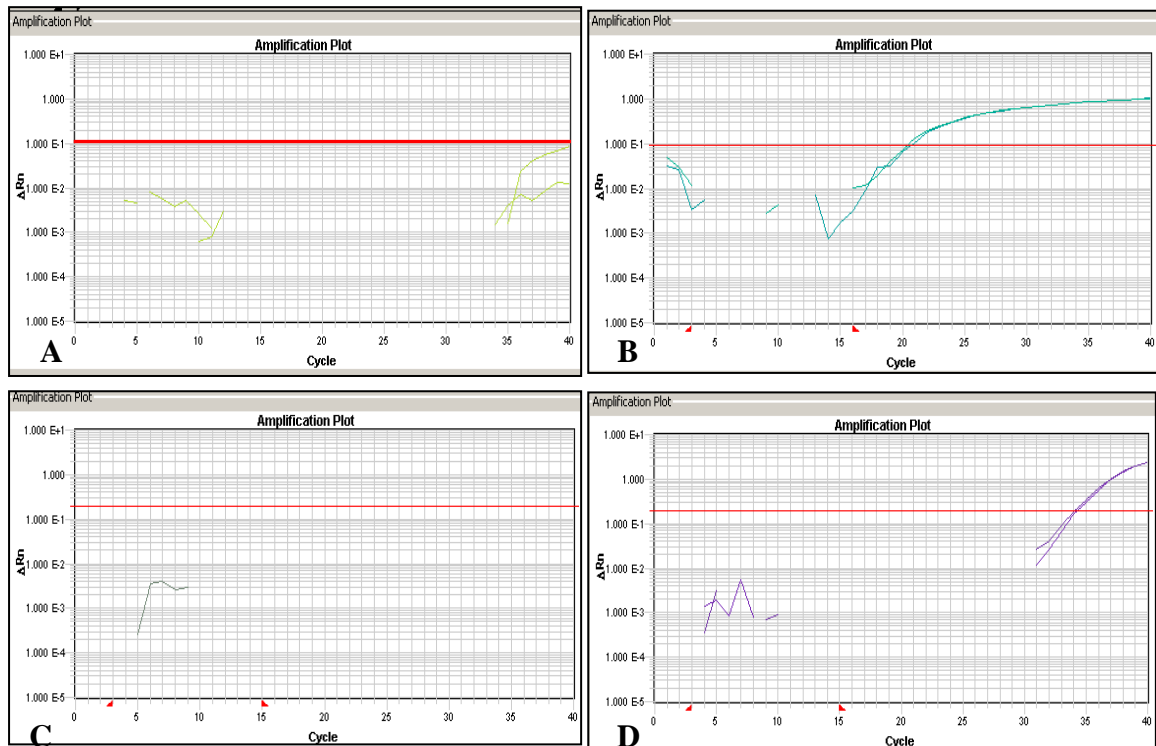 Amplification Plot
Amplification Plot
1.000 E+1
1.000
1.000 E-1
1.000 E-2
1.000 E-3
1.000 E-4
1.000 E-5
ΔRn
0 5 10 15 20 25 30 35 40
Cycle
A
Amplification Plot
Amplification Plot
1.000 E+1
1.000
1.000 E-1
1.000 E-2
1.000 E-3
1.000 E-4
1.000 E-5
ΔRn
0 5 10 15 20 25 30 35 40
Cycle
B
Amplification Plot
Amplification Plot
1.000 E+1
1.000
1.000 E-1
1.000 E-2
1.000 E-3
1.000 E-4
1.000 E-5
ΔRn
0 5 10 15 20 25 30 35 40
Cycle
C
Amplification Plot
Amplification Plot
1.000 E+1
1.000
1.000 E-1
1.000 E-2
1.000 E-3
1.000 E-4
1.000 E-5
ΔRn
0 5 10 15 20 25 30 35 40
Cycle
D